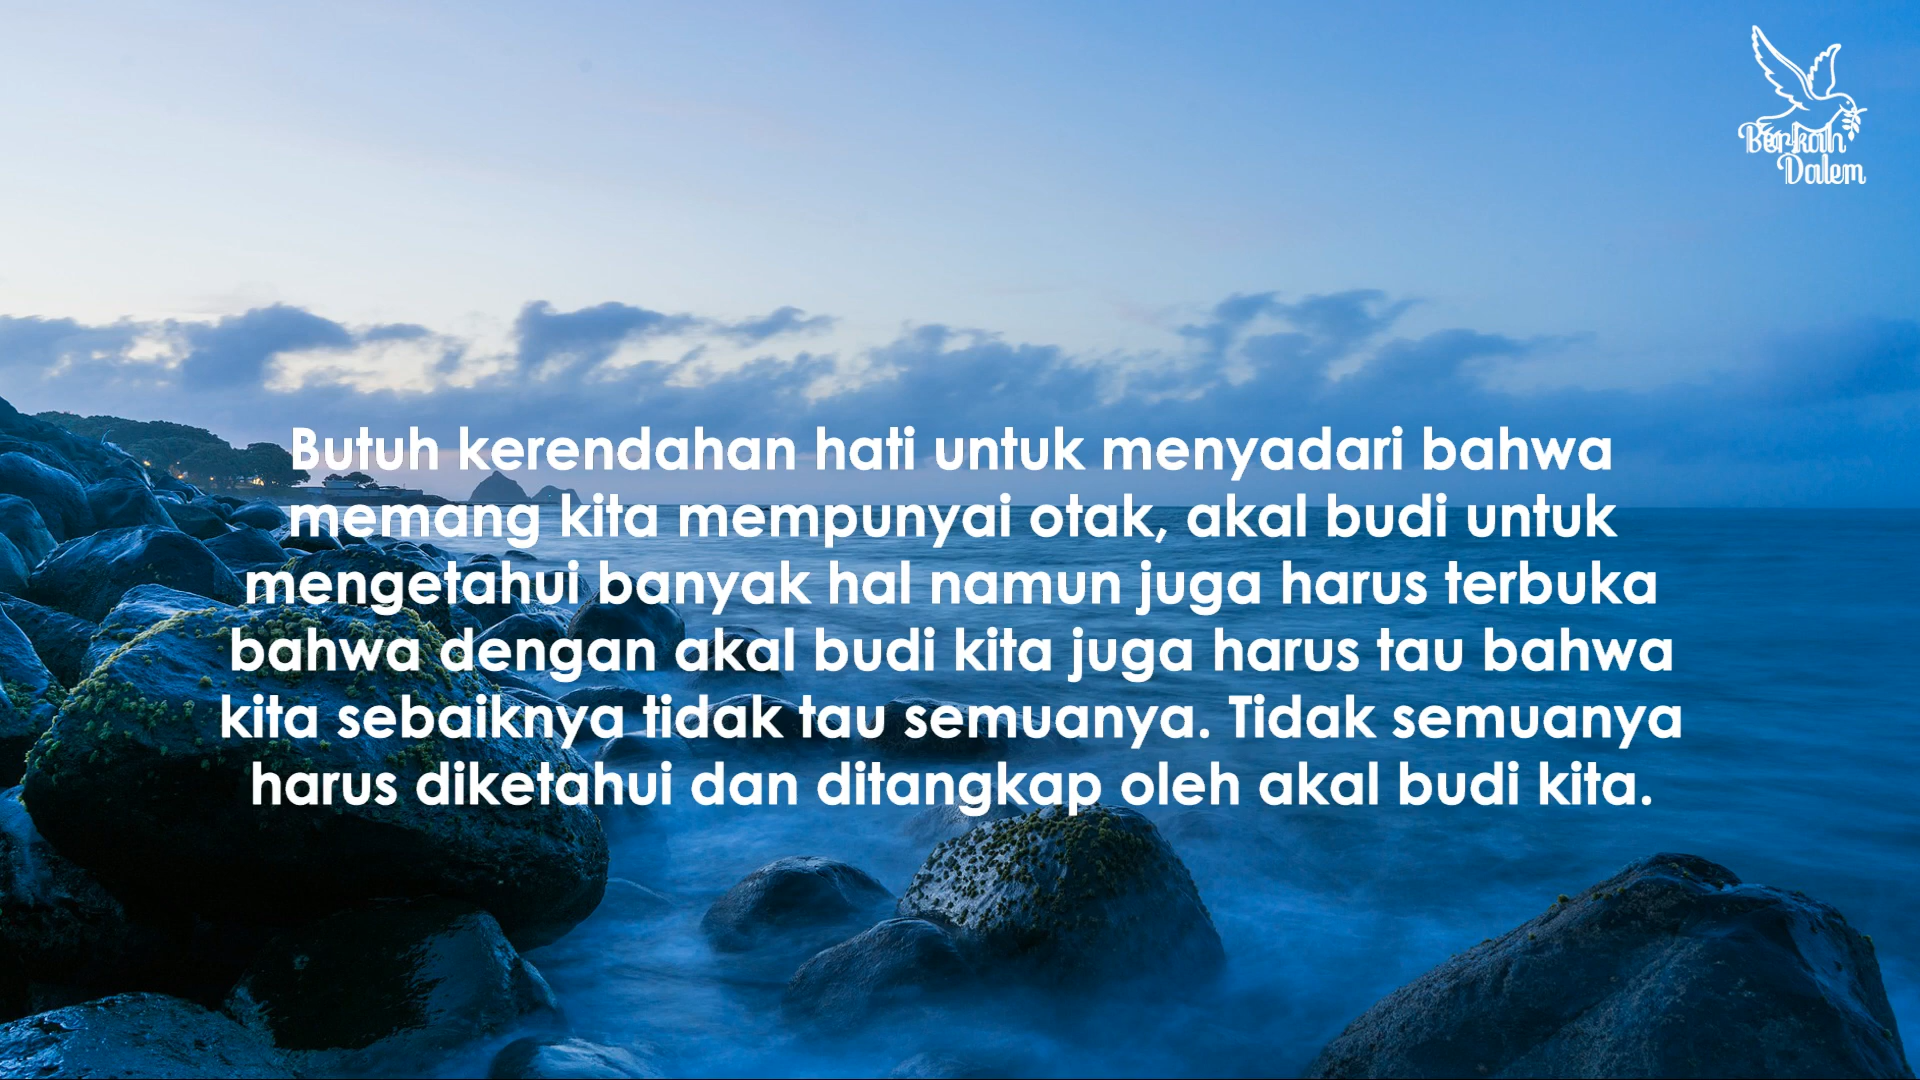 Berkah
Dalem
Butuh kerendahan hati untuk menyadari bahwa
memang kita mempunyai otak, akal budi untuk
mengetahui banyak hal namun juga harus terbuka
bahwa dengan akal budi kita juga harus tau bahwa
kita sebaiknya tidak tau semuanya. Tidak semuanya
harus diketahui dan ditangkap oleh akal budi kita.